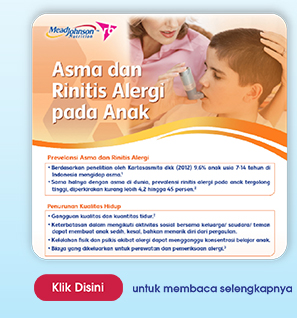 MeadJohnson
Nutrition
Asma dan
Rinitis Alergi
pada Anak
Prevelansi Asma dan Rinitis Alergi
• Berdasarkan penelitian oleh Kartasasmita dkk (2012) 9.6% anak usia 7-14 tahun di
Indonesia mengidap asma.¹
• Sama halnya dengan asma di dunia, prevalensi rinitis alergi pada anak tergolong
tinggi, diperkirakan kurang lebih 4,2 hingga 45 persen.²
Penurunan Kualitas Hidup
• Gangguan kualitas dan kuantitas tidur.²
• Keterbatasan dalam mengikuti aktivitas sosial bersama keluarga/ saudara/ teman
dapat membuat anak sedih, kesal, bahkan menarik diri dari pergaulan.
• Kelelahan fisik dan psikis akibat alergi dapat mengganggu konsentrasi belajar anak.
• Biaya yang dikeluarkan untuk perawatan dan pemeriksaan alergi.³
Klik Disini untuk membaca selengkapnya